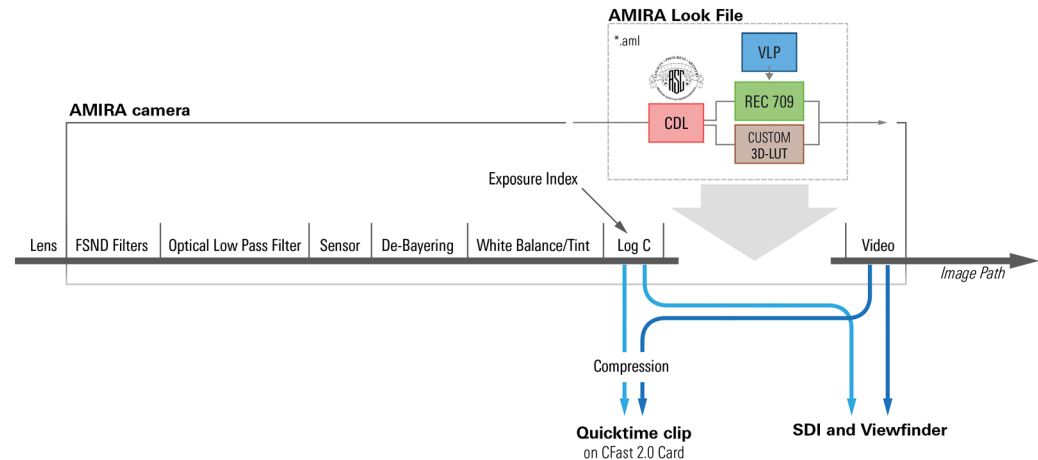 AMIRA Look File
*.aml
VLP
ASC
REC 709
CDL
CUSTOM
3D-LUT
AMIRA camera
Exposure Index
Lens
FSND Filters
Optical Low Pass Filter
Sensor
De-Bayering
White Balance/Tint
Log C
Video
Image Path
Compression
Quicktime clip
on CFast 2.0 Card
SDI and Viewfinder